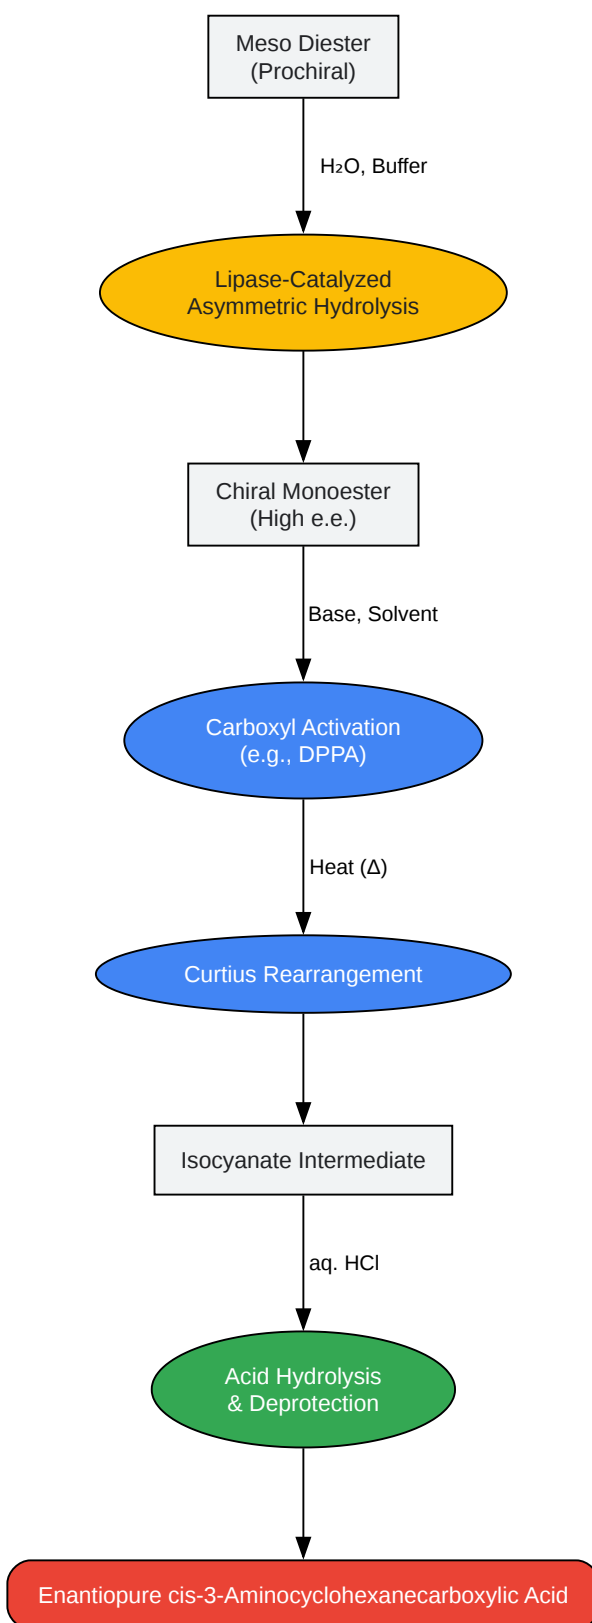 Meso Diester
(Prochiral)
H₂O, Buffer
Lipase-Catalyzed
Asymmetric Hydrolysis
Chiral Monoester
(High e.e.)
Base, Solvent
Carboxyl Activation
(e.g., DPPA)
Heat (Δ)
Curtius Rearrangement
Isocyanate Intermediate
aq. HCl
Acid Hydrolysis
& Deprotection
Enantiopure cis-3-Aminocyclohexanecarboxylic Acid